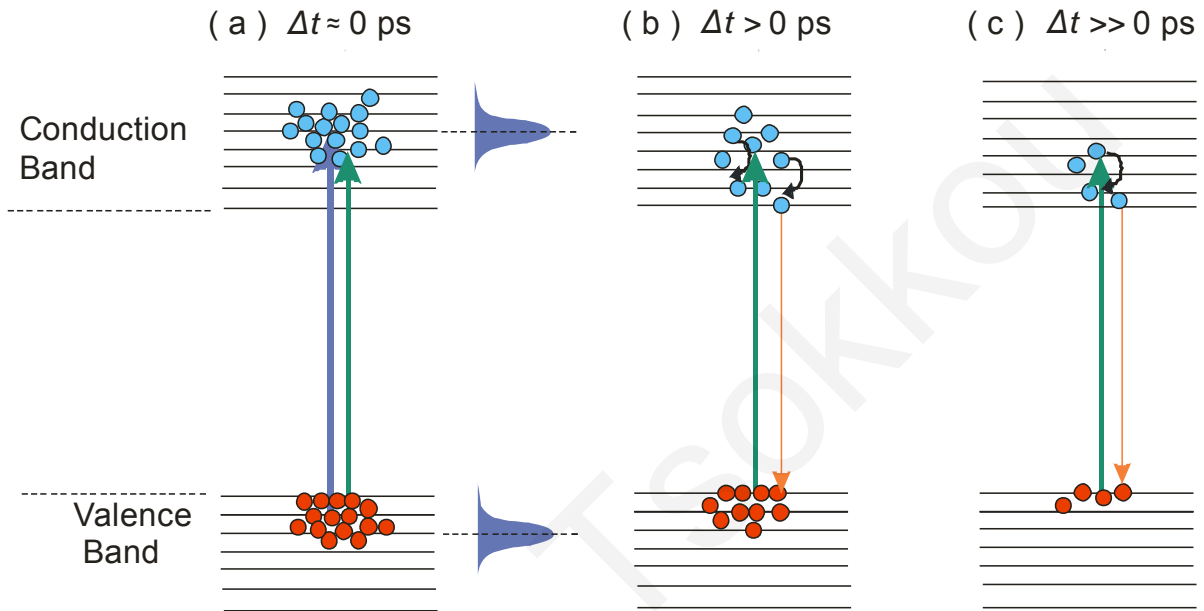 ( a ) Δt ≈ 0 ps
( b ) Δt > 0 ps
( c ) Δt >> 0 ps
Conduction
Band
Valence
Band
Tsokkou